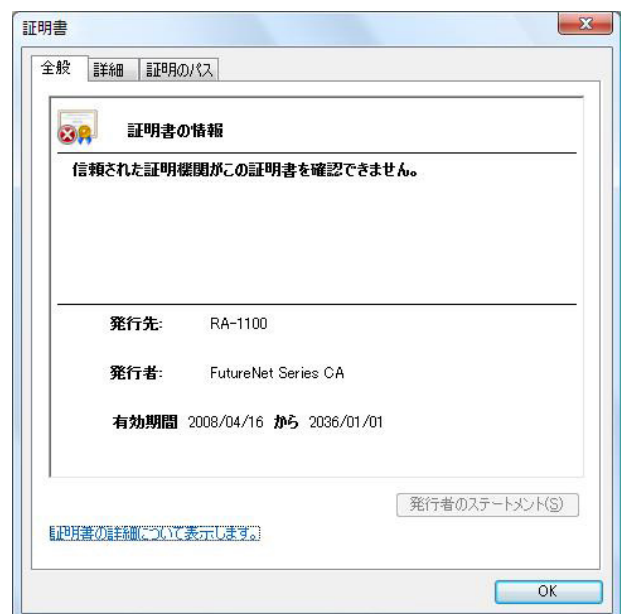 証明書
全般 詳細 証明のパス
証明書の情報
信頼された証明機関がこの証明書を確認できません。
発行先: RA-1100
発行者: FutureNet Series CA
有効期間 2008/04/16 から 2036/01/01
発行者のステートメント(S)
証明書の詳細について表示します。
OK